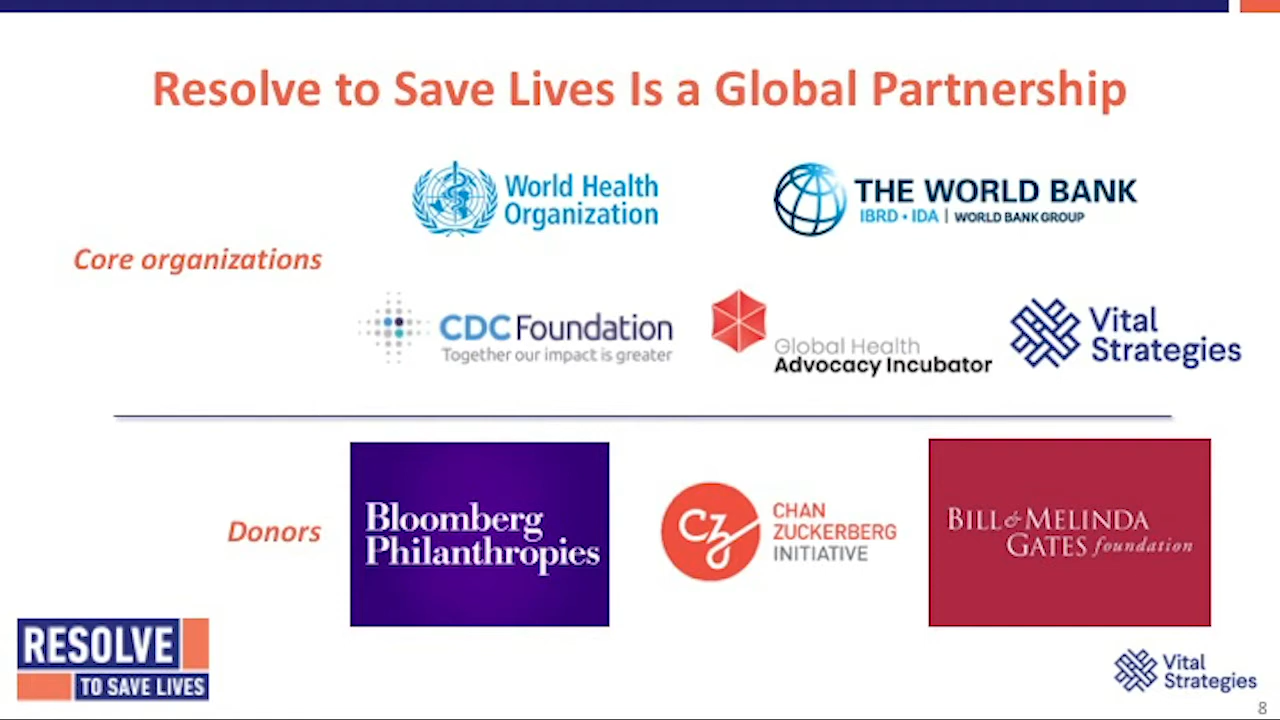 Resolve to Save Lives Is a Global Partnership
World Health
Organization
THE WORLD BANK
IBRD • IDA | WORLD BANK GROUP
Core organizations
CDC Foundation
Together our impact is greater
Global Health
Advocacy Incubator
Vital
Strategies
Donors
Bloomberg
Philanthropies
CZ
CHAN
ZUCKERBERG
INITIATIVE
BILL & MELINDA
GATES foundation
RESOLVE
TO SAVE LIVES
Vital
Strategies
8